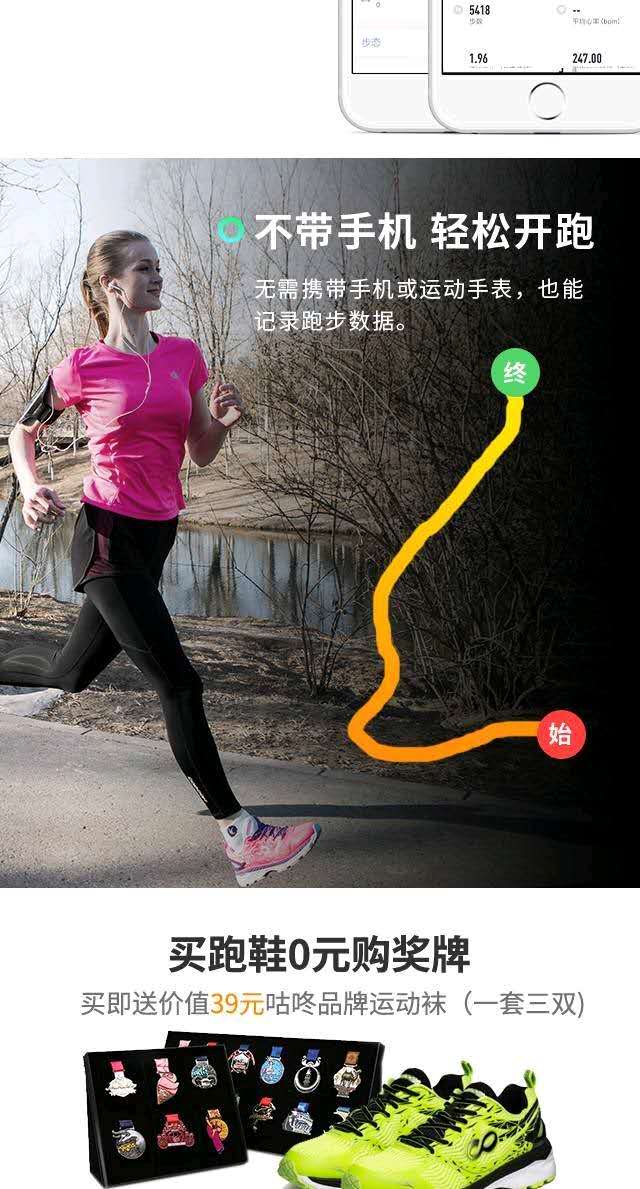 0
步态
5418
步数
--
平均心率(bpm)
1.96
247.00
不带手机 轻松开跑
无需携带手机或运动手表，也能
记录跑步数据。
终
始
买跑鞋0元购奖牌
买即送价值39元咕咚品牌运动袜（一套三双)